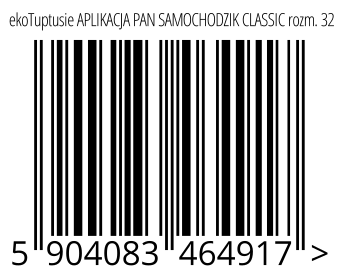 ekoTuptusie APLIKACJA PAN SAMOCHODZIK CLASSIC rozm. 32
5 904083 464917 >